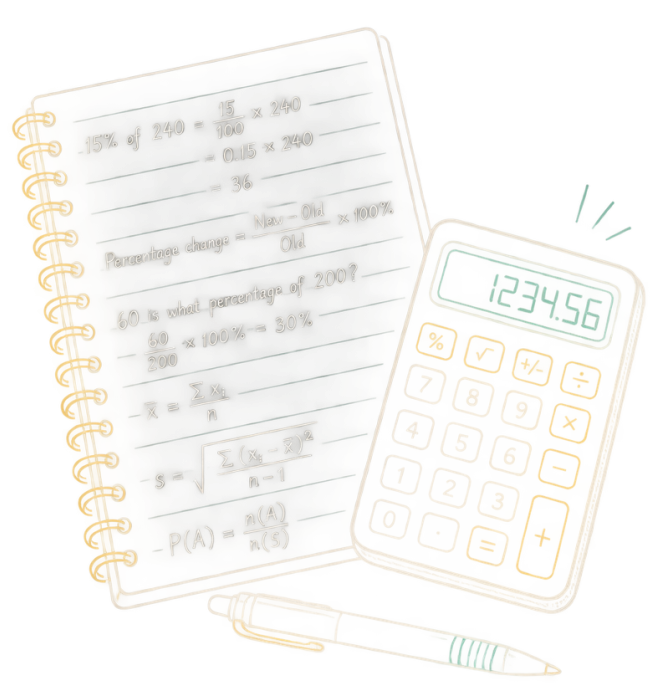 15% of 240 = 15/100 × 240
= 0.15 × 240
= 36
Percentage change = New - Old / Old × 100%
60 is what percentage of 200?
60/200 × 100% = 30%
x̄ = Σ xᵢ / n
s = √ Σ (xᵢ - x̄)² / n - 1
P(A) = n(A) / n(S)
1234.56
% √ +/- ÷
7 8 9 ×
4 5 6 −
1 2 3 +
0 . =